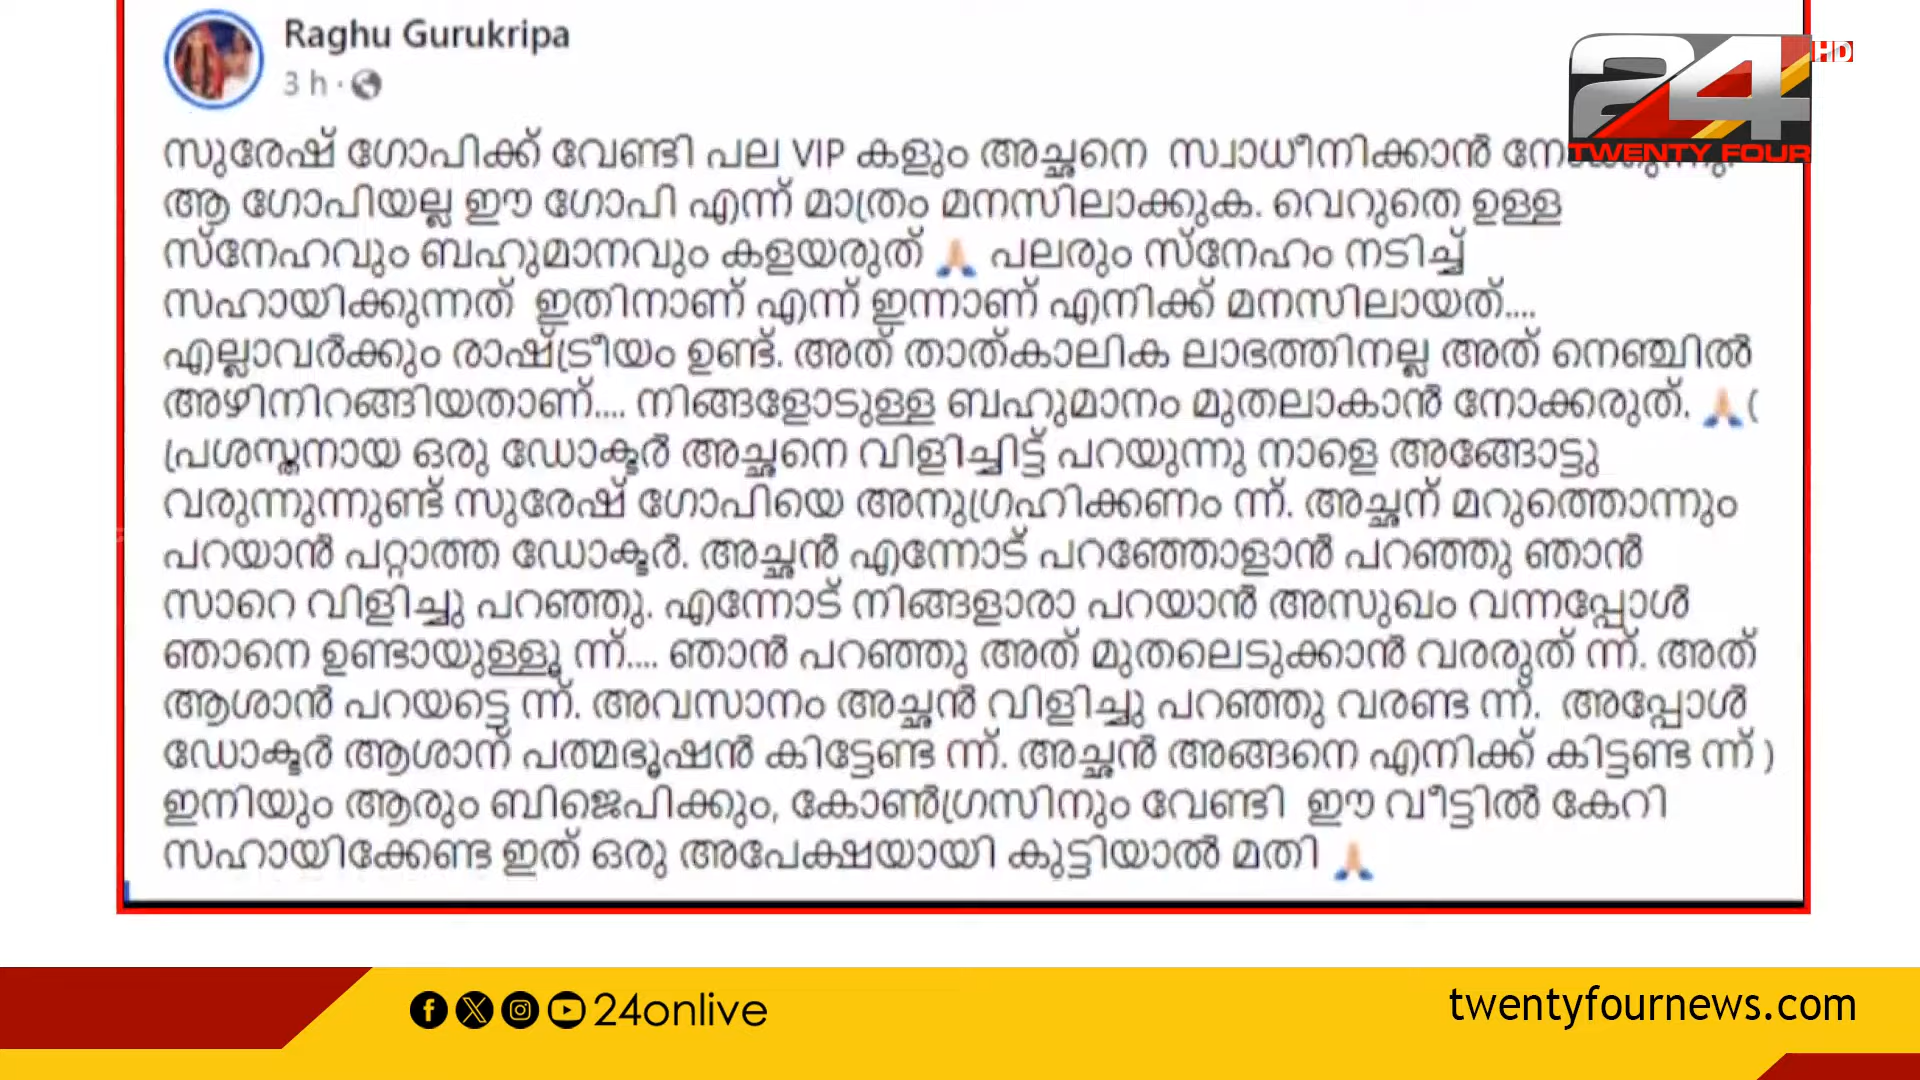 Raghu Gurukripa
3 h ·
HD
24
TWENTY FOUR
സുരേഷ് ഗോപിക്ക് വേണ്ടി പല VIP കളും അച്ഛനെ സ്വാധീനിക്കാൻ
ആ ഗോപിയല്ല ഈ ഗോപി എന്ന് മാത്രം മനസിലാക്കുക. വെറുതെ ഉള്ള
സ്നേഹവും ബഹുമാനവും കളയരുത് 🙏 പലരും സ്നേഹം നടിച്ച്
സഹായിക്കുന്നത് ഇതിനാണ് എന്ന് ഇന്നാണ് എനിക്ക് മനസിലായത്....
എല്ലാവർക്കും രാഷ്ട്രീയം ഉണ്ട്. അത് താത്കാലിക ലാഭത്തിനല്ല അത് നെഞ്ചിൽ
അഴിനിറങ്ങിയതാണ്.... നിങ്ങളോടുള്ള ബഹുമാനം മുതലാകാൻ നോക്കരുത്. 🙏(
പ്രശസ്തനായ ഒരു ഡോക്ടർ അച്ഛനെ വിളിച്ചിട്ട് പറയുന്നു നാളെ അങ്ങോട്ടു
വരുന്നുന്നുണ്ട് സുരേഷ് ഗോപിയെ അനുഗ്രഹിക്കണം ന്ന്. അച്ഛന് മറുത്തൊന്നും
പറയാൻ പറ്റാത്ത ഡോക്ടർ. അച്ഛൻ എന്നോട് പറഞ്ഞോളാൻ പറഞ്ഞു ഞാൻ
സാറെ വിളിച്ചു പറഞ്ഞു. എന്നോട് നിങ്ങളാരാ പറയാൻ അസുഖം വന്നപ്പോൾ
ഞാനെ ഉണ്ടായുള്ളൂ ന്ന്.... ഞാൻ പറഞ്ഞു അത് മുതലെടുക്കാൻ വരരുത് ന്ന്. അത്
ആശാൻ പറയട്ടെ ന്ന്. അവസാനം അച്ഛൻ വിളിച്ചു പറഞ്ഞു വരണ്ട ന്ന്. അപ്പോൾ
ഡോക്ടർ ആശാന് പത്മഭൂഷൻ കിട്ടേണ്ട ന്ന്. അച്ഛൻ അങ്ങനെ എനിക്ക് കിട്ടണ്ട ന്ന് )
ഇനിയും ആരും ബിജെപിക്കും, കോൺഗ്രസിനും വേണ്ടി ഈ വീട്ടിൽ കേറി
സഹായിക്കേണ്ട ഇത് ഒരു അപേക്ഷയായി കുട്ടിയാൽ മതി 🙏
24onlive
twentyfournews.com